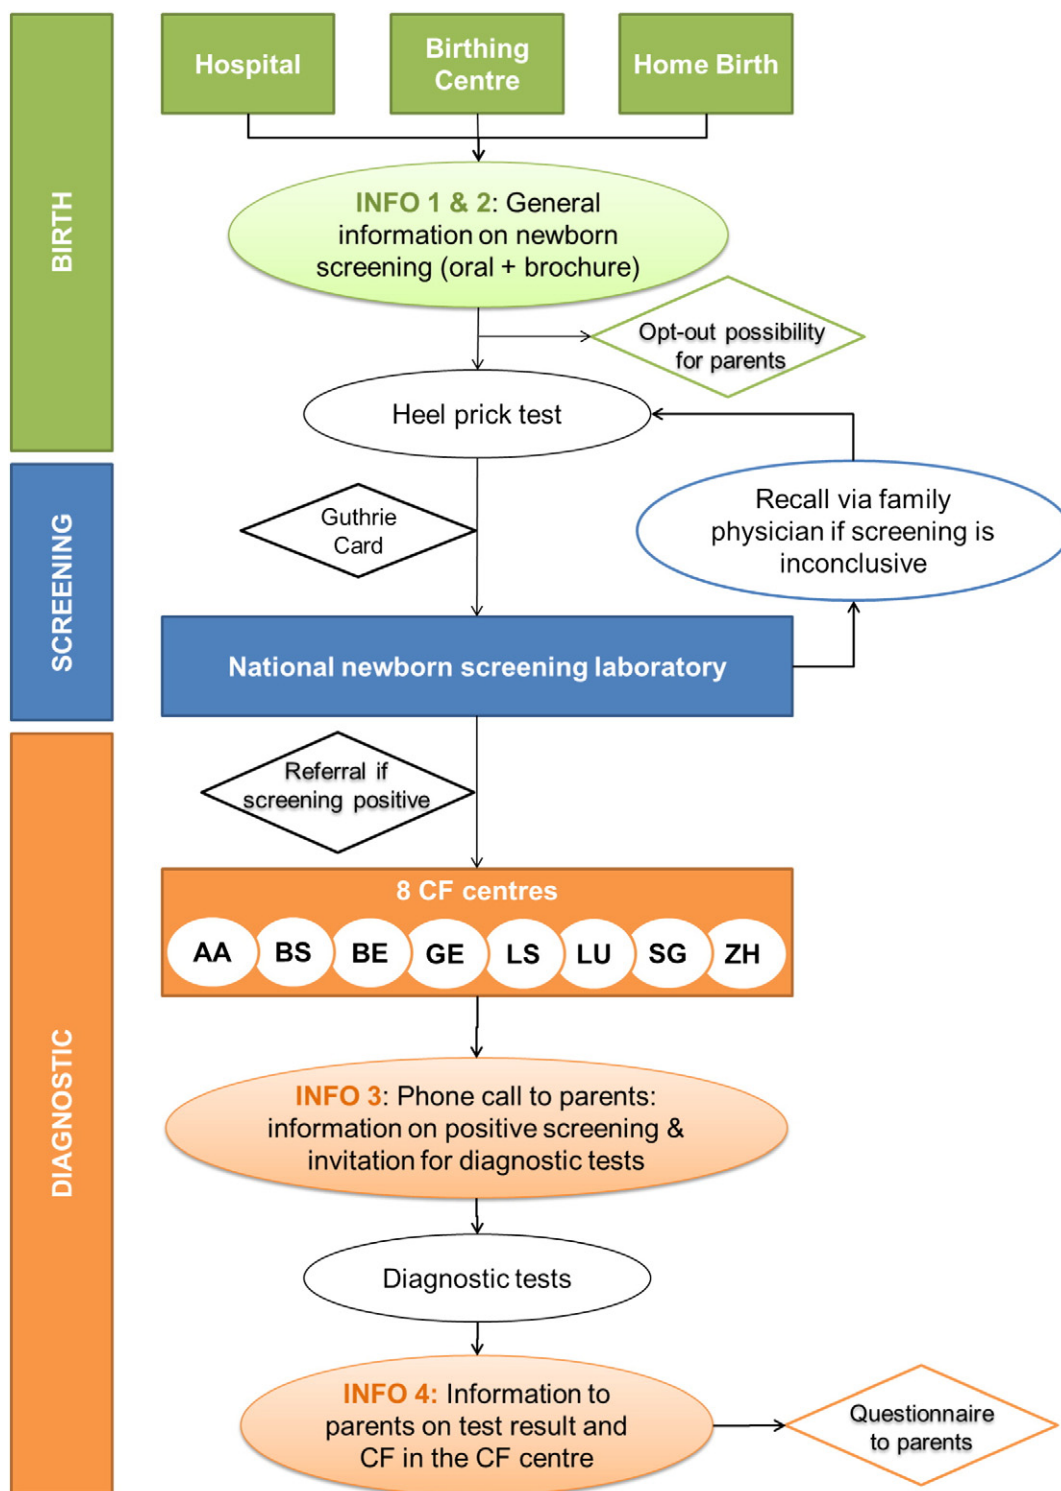 Hospital
Birthing
Centre
Home Birth
BIRTH
INFO 1 & 2: General
information on newborn
screening (oral + brochure)
Opt-out possibility
for parents
Heel prick test
SCREENING
Guthrie
Card
Recall via family
physician if screening is
inconclusive
National newborn screening laboratory
DIAGNOSTIC
Referral if
screening positive
8 CF centres
AA BS BE GE LS LU SG ZH
INFO 3: Phone call to parents:
information on positive screening &
invitation for diagnostic tests
Diagnostic tests
INFO 4: Information to
parents on test result and
CF in the CF centre
Questionnaire
to parents